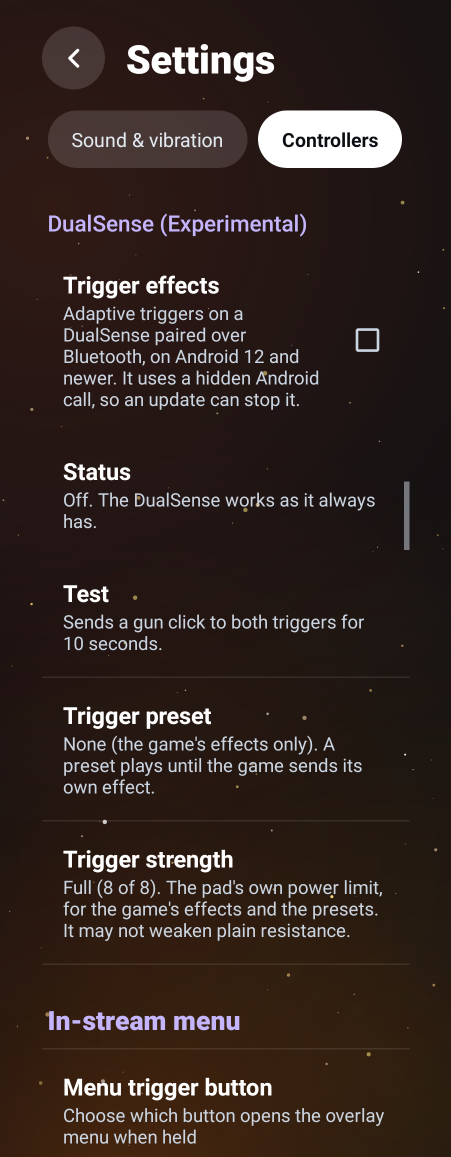 Settings
Sound & vibration
Controllers
DualSense (Experimental)
Trigger effects
Adaptive triggers on a
DualSense paired over
Bluetooth, on Android 12 and
newer. It uses a hidden Android
call, so an update can stop it.
Status
Off. The DualSense works as it always
has.
Test
Sends a gun click to both triggers for
10 seconds.
Trigger preset
None (the game's effects only). A
preset plays until the game sends its
own effect.
Trigger strength
Full (8 of 8). The pad's own power limit,
for the game's effects and the presets.
It may not weaken plain resistance.
In-stream menu
Menu trigger button
Choose which button opens the overlay
menu when held